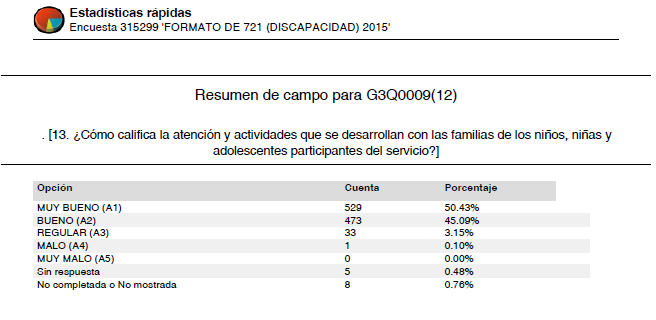 Estadísticas rápidas
Encuesta 315299 'FORMATO DE 721 (DISCAPACIDAD) 2015'
Resumen de campo para G3Q0009(12)
. [13. ¿Cómo califica la atención y actividades que se desarrollan con las familias de los niños, niñas y
adolescentes participantes del servicio?]
Opción Cuenta Porcentaje
MUY BUENO (A1) 529 50.43%
BUENO (A2) 473 45.09%
REGULAR (A3) 33 3.15%
MALO (A4) 1 0.10%
MUY MALO (A5) 0 0.00%
Sin respuesta 5 0.48%
No completada o No mostrada 8 0.76%